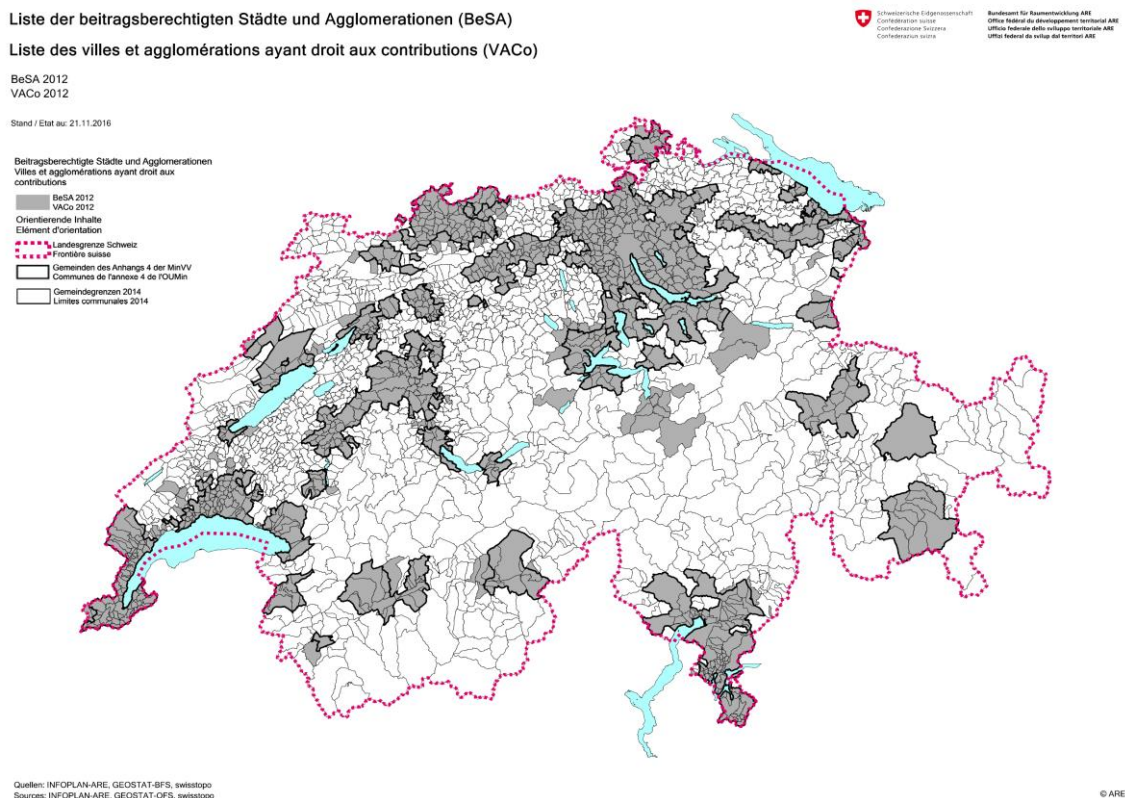 Liste der beitragsberechtigten Städte und Agglomerationen (BeSA)
Liste des villes et agglomérations ayant droit aux contributions (VACo)
BeSA 2012
VACo 2012
Stand / Etat au: 21.11.2016
Schweizerische Eidgenossenschaft
Confédération suisse
Confederazione Svizzera
Confederaziun svizra
Bundesamt für Raumentwicklung ARE
Office fédéral du développement territorial ARE
Ufficio federale dello sviluppo territoriale ARE
Uffizi federal da svilup dal territori ARE
Beitragsberechtigte Städte und Agglomerationen
Villes et agglomérations ayant droit aux
contributions
BeSA 2012
VACo 2012
Orientierende Inhalte
Elément d'orientation
Landesgrenze Schweiz
Frontière suisse
Gemeinden des Anhangs 4 der MinVV
Communes de l'annexe 4 de l'OUMin
Gemeindegrenzen 2014
Limites communales 2014
Quellen: INFOPLAN-ARE, GEOSTAT-BFS, swisstopo
Sources: INFOPLAN-ARE, GEOSTAT-OFS, swisstopo
© ARE